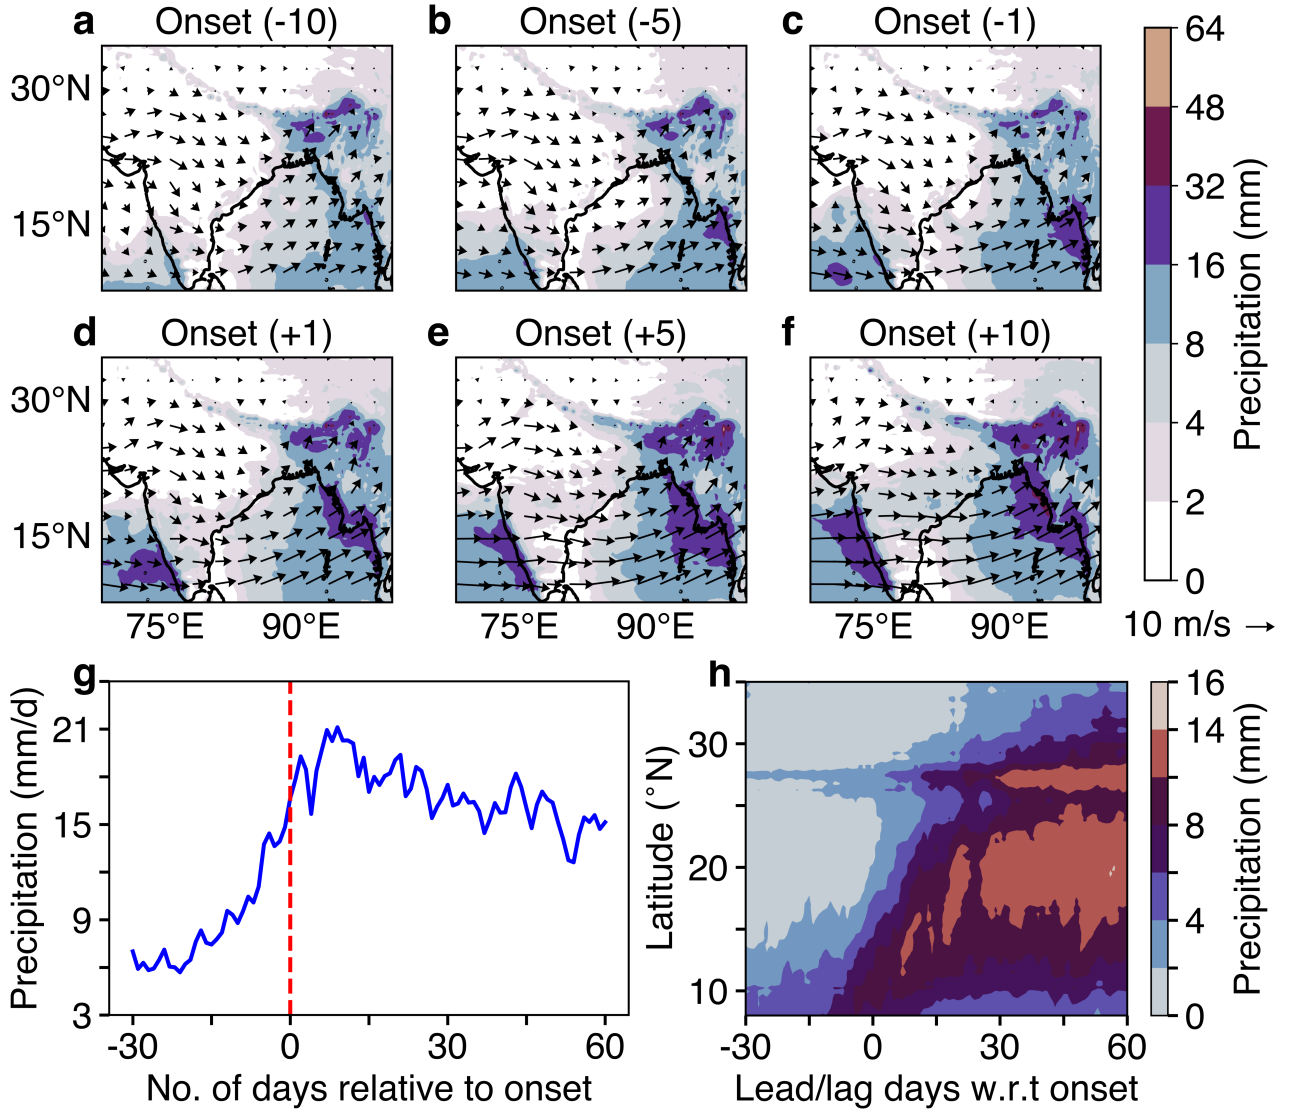 a Onset (-10)
b Onset (-5)
c Onset (-1)
30°N
15°N
d Onset (+1)
e Onset (+5)
f Onset (+10)
30°N
15°N
75°E 90°E
75°E 90°E
75°E 90°E
64
48
32
16
8
4
2
0
Precipitation (mm)
10 m/s →
g
Precipitation (mm/d)
21
15
9
3
-30 0 30 60
No. of days relative to onset
h
Latitude (°N)
30
20
10
-30 0 30 60
Lead/lag days w.r.t onset
16
14
8
4
0
Precipitation (mm)